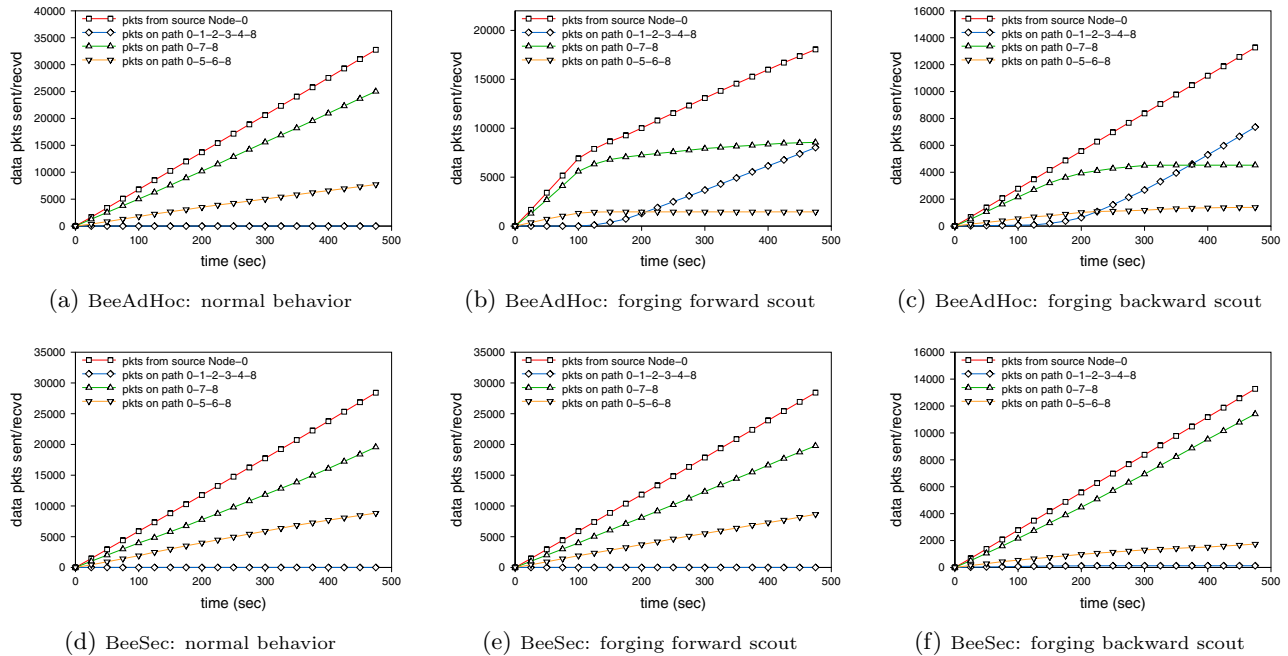 40000
35000
30000
25000
20000
15000
10000
5000
0
data pkts sent/recvd
pkts from source Node−0
pkts on path 0−1−2−3−4−8
pkts on path 0−7−8
pkts on path 0−5−6−8
0 100 200 300 400 500
time (sec)
(a) BeeAdHoc: normal behavior
20000
15000
10000
5000
0
data pkts sent/recvd
pkts from source Node−0
pkts on path 0−1−2−3−4−8
pkts on path 0−7−8
pkts on path 0−5−6−8
0 100 200 300 400 500
time (sec)
(b) BeeAdHoc: forging forward scout
16000
14000
12000
10000
8000
6000
4000
2000
0
data pkts sent/recvd
pkts from source Node−0
pkts on path 0−1−2−3−4−8
pkts on path 0−7−8
pkts on path 0−5−6−8
0 100 200 300 400 500
time (sec)
(c) BeeAdHoc: forging backward scout
35000
30000
25000
20000
15000
10000
5000
0
data pkts sent/recvd
pkts from source Node−0
pkts on path 0−1−2−3−4−8
pkts on path 0−7−8
pkts on path 0−5−6−8
0 100 200 300 400 500
time (sec)
(d) BeeSec: normal behavior
35000
30000
25000
20000
15000
10000
5000
0
data pkts sent/recvd
pkts from source Node−0
pkts on path 0−1−2−3−4−8
pkts on path 0−7−8
pkts on path 0−5−6−8
0 100 200 300 400 500
time (sec)
(e) BeeSec: forging forward scout
16000
14000
12000
10000
8000
6000
4000
2000
0
data pkts sent/recvd
pkts from source Node−0
pkts on path 0−1−2−3−4−8
pkts on path 0−7−8
pkts on path 0−5−6−8
0 100 200 300 400 500
time (sec)
(f) BeeSec: forging backward scout